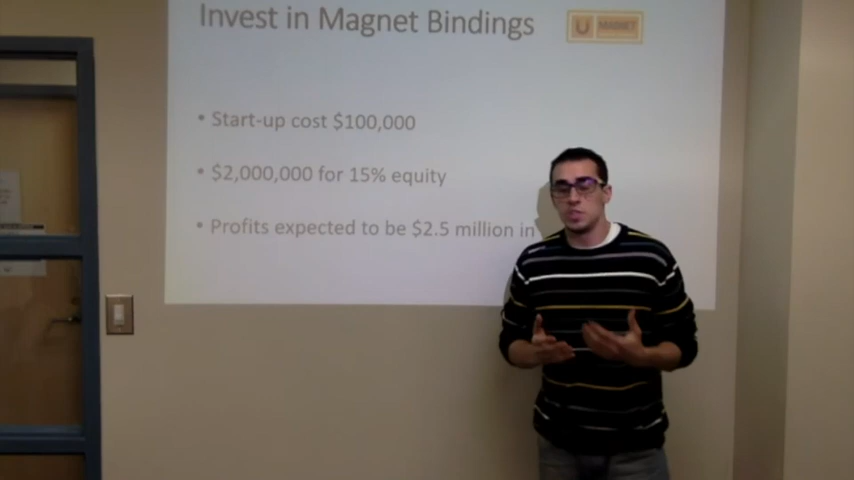 Invest in Magnet Bindings
MAGNET
• Start-up cost $100,000
• $2,000,000 for 15% equity
• Profits expected to be $2.5 million in